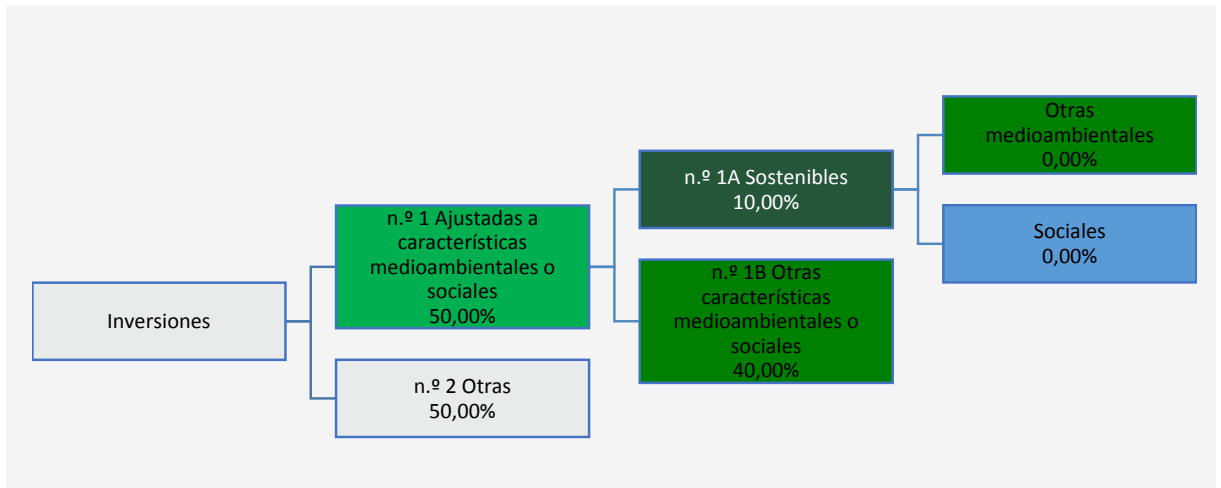 Inversiones
n.º 1 Ajustadas a
características
medioambientales o
sociales
50,00%
n.º 2 Otras
50,00%
n.º 1A Sostenibles
10,00%
n.º 1B Otras
características
medioambientales o
sociales
40,00%
Otras
medioambientales
0,00%
Sociales
0,00%